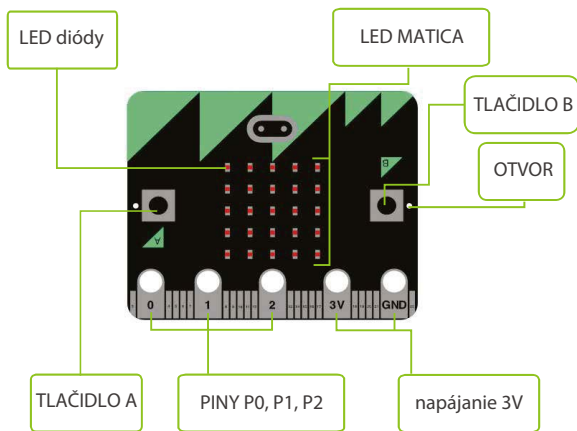 LED diódy
LED MATICA
TLAČIDLO B
OTVOR
B
A
0 1 2 3V GND
TLAČIDLO A
PINY P0, P1, P2
napájanie 3V